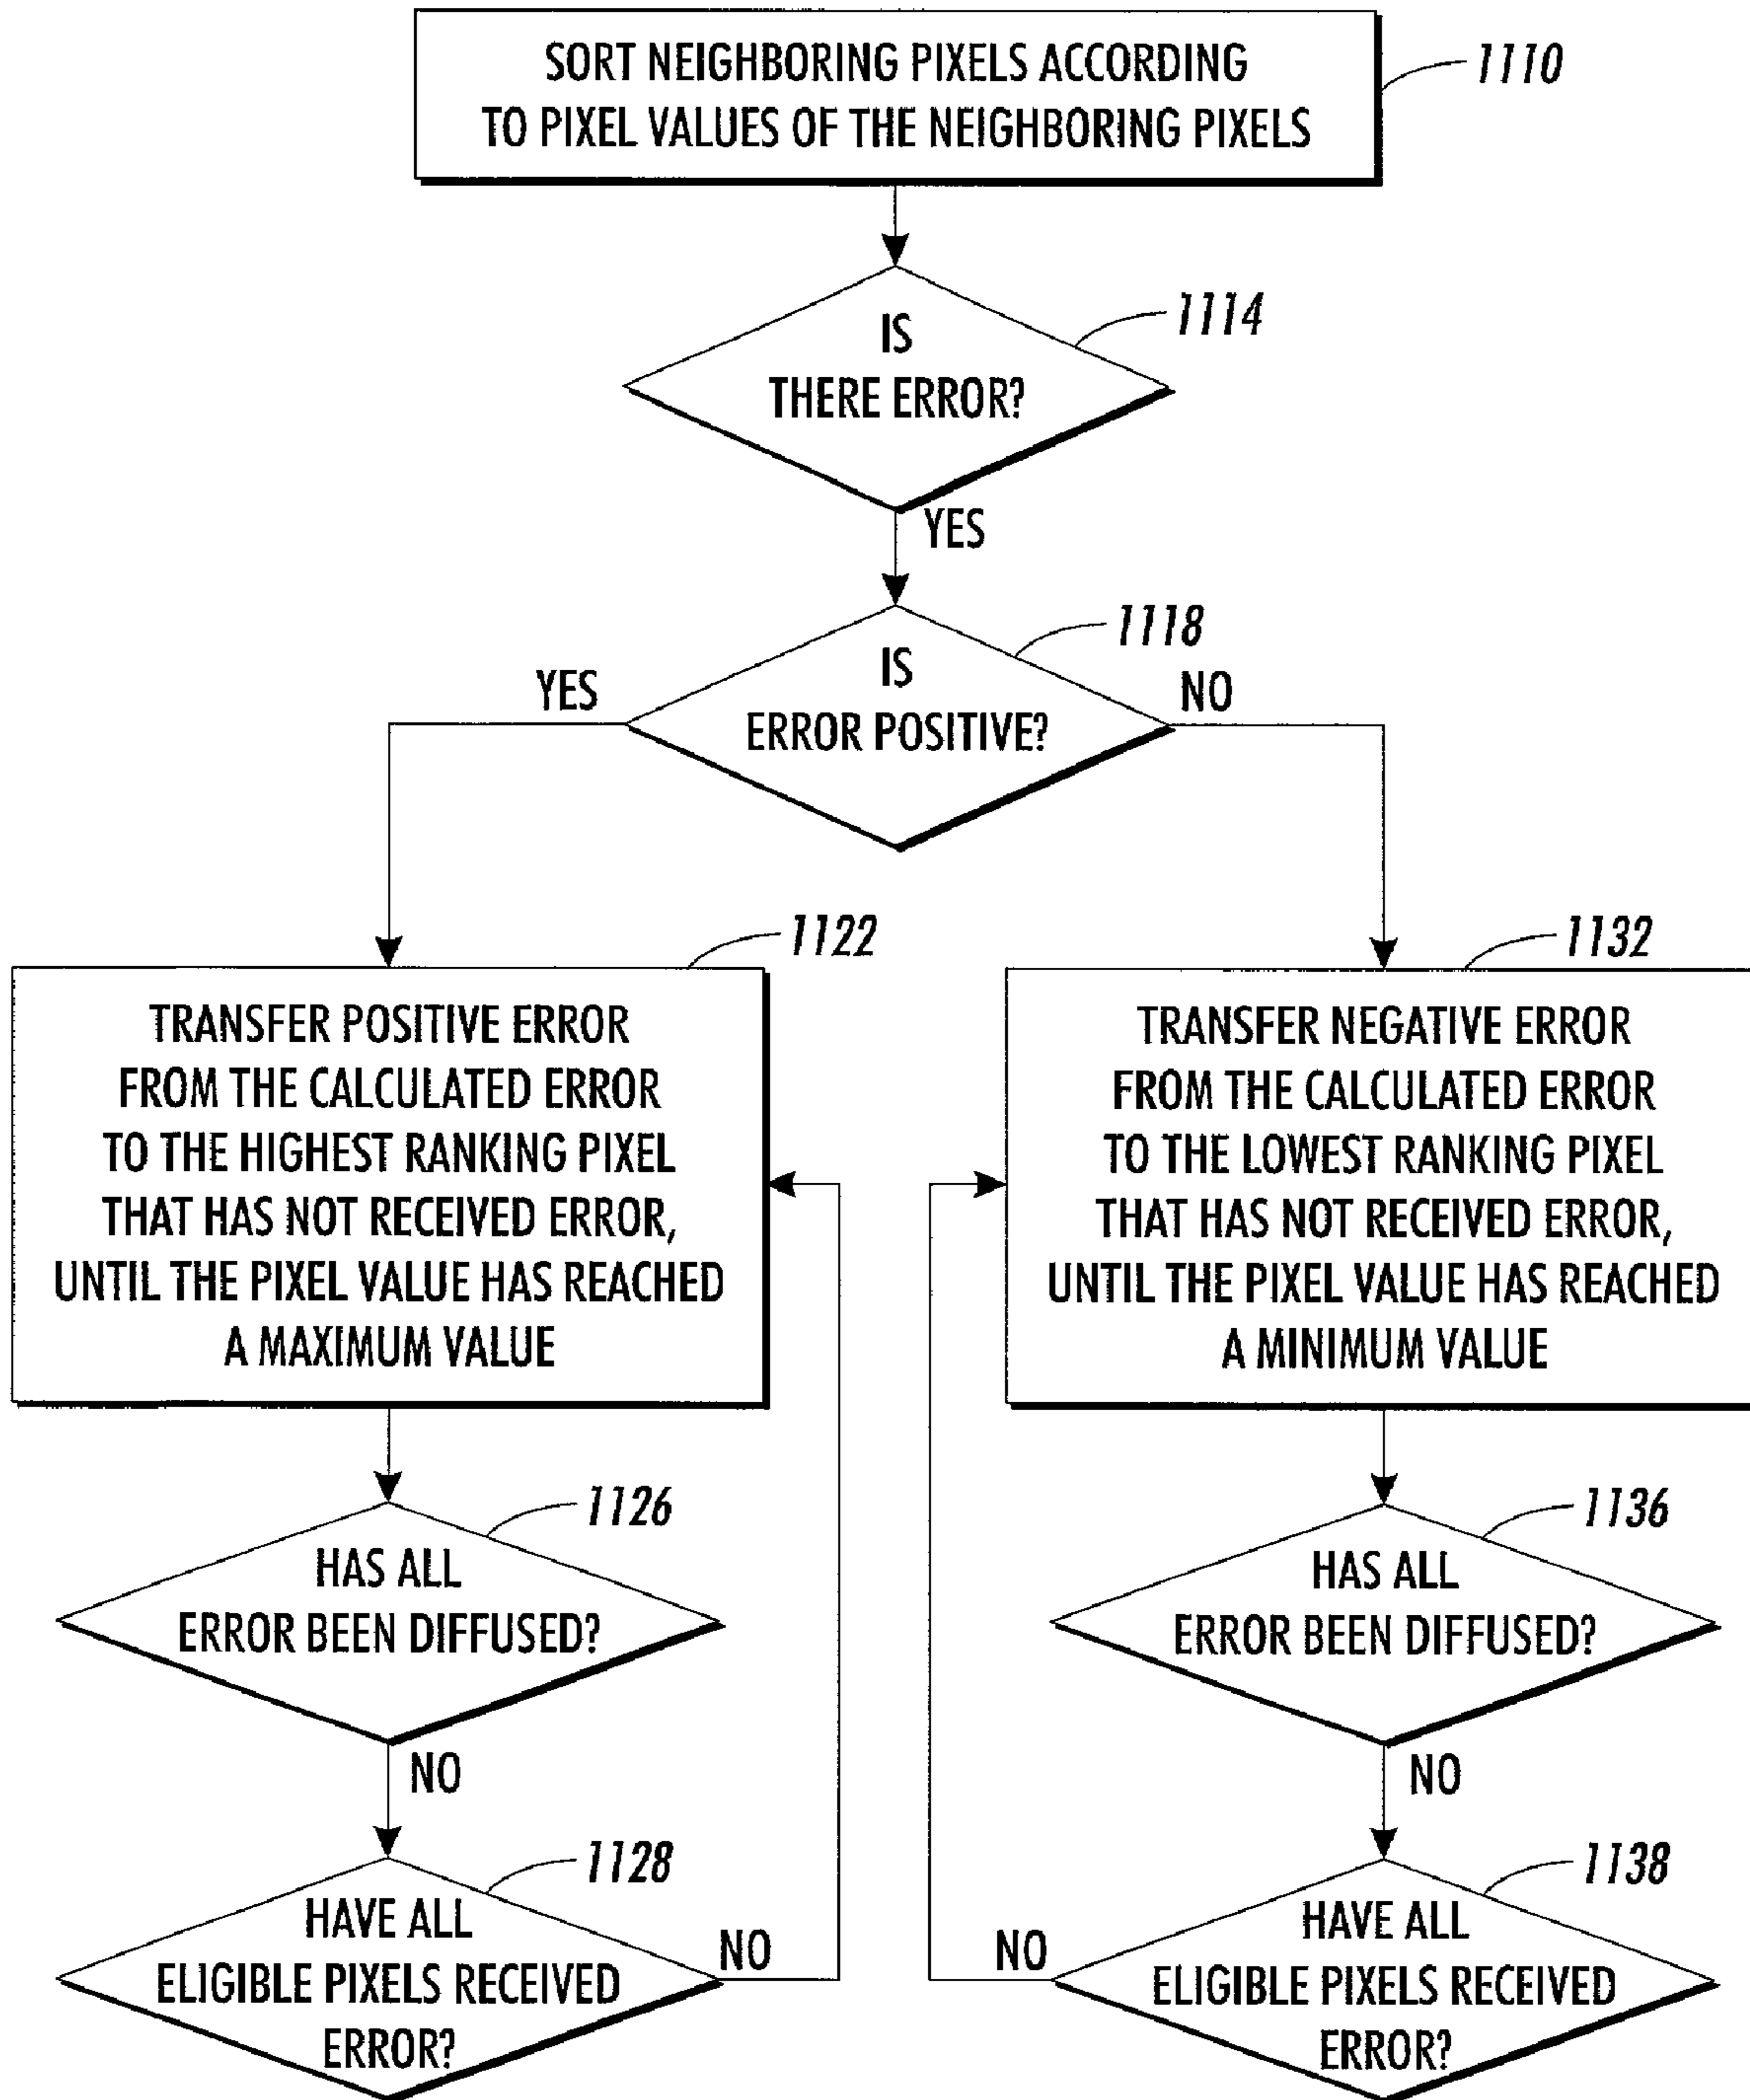 SORT NEIGHBORING PIXELS ACCORDING
TO PIXEL VALUES OF THE NEIGHBORING PIXELS
1110
IS
THERE ERROR?
1114
YES
IS
ERROR POSITIVE?
1118
YES
NO
1122
TRANSFER POSITIVE ERROR
FROM THE CALCULATED ERROR
TO THE HIGHEST RANKING PIXEL
THAT HAS NOT RECEIVED ERROR,
UNTIL THE PIXEL VALUE HAS REACHED
A MAXIMUM VALUE
1132
TRANSFER NEGATIVE ERROR
FROM THE CALCULATED ERROR
TO THE LOWEST RANKING PIXEL
THAT HAS NOT RECEIVED ERROR,
UNTIL THE PIXEL VALUE HAS REACHED
A MINIMUM VALUE
1126
HAS ALL
ERROR BEEN DIFFUSED?
NO
1136
HAS ALL
ERROR BEEN DIFFUSED?
NO
1128
HAVE ALL
ELIGIBLE PIXELS RECEIVED
ERROR?
NO
1138
HAVE ALL
ELIGIBLE PIXELS RECEIVED
ERROR?
NO